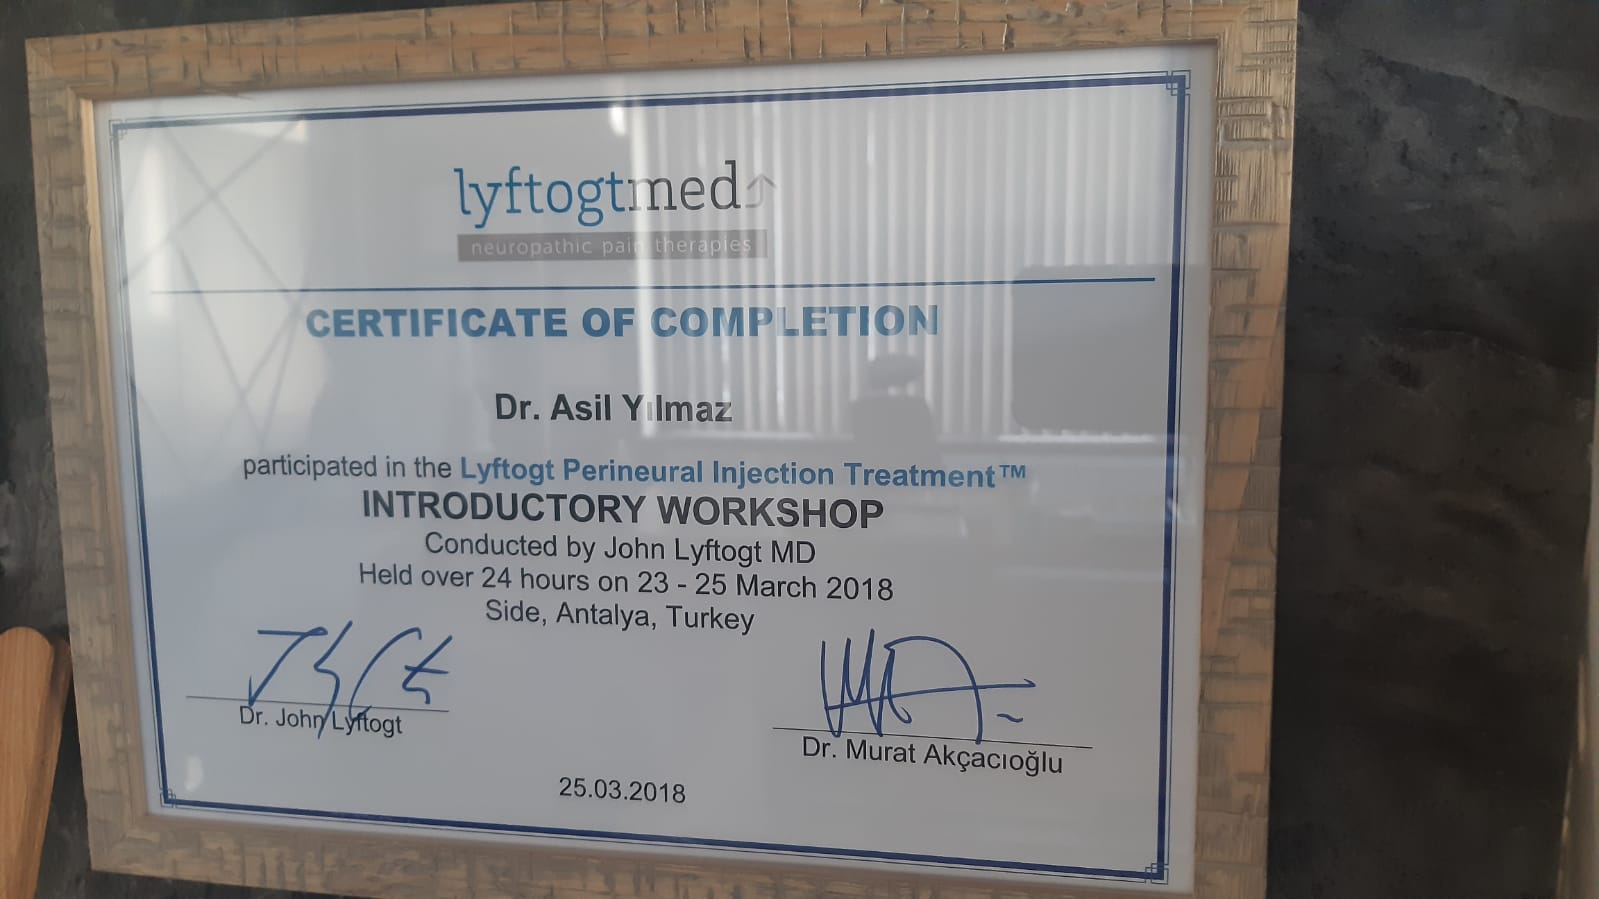 lyftogtmed
neuropathic pain therapies
CERTIFICATE OF COMPLETION
Dr. Asil Yılmaz
participated in the Lyftogt Perineural Injection Treatment™
INTRODUCTORY WORKSHOP
Conducted by John Lyftogt MD
Held over 24 hours on 23 - 25 March 2018
Side, Antalya, Turkey
Dr. John Lyftogt
Dr. Murat Akçacıoğlu
25.03.2018